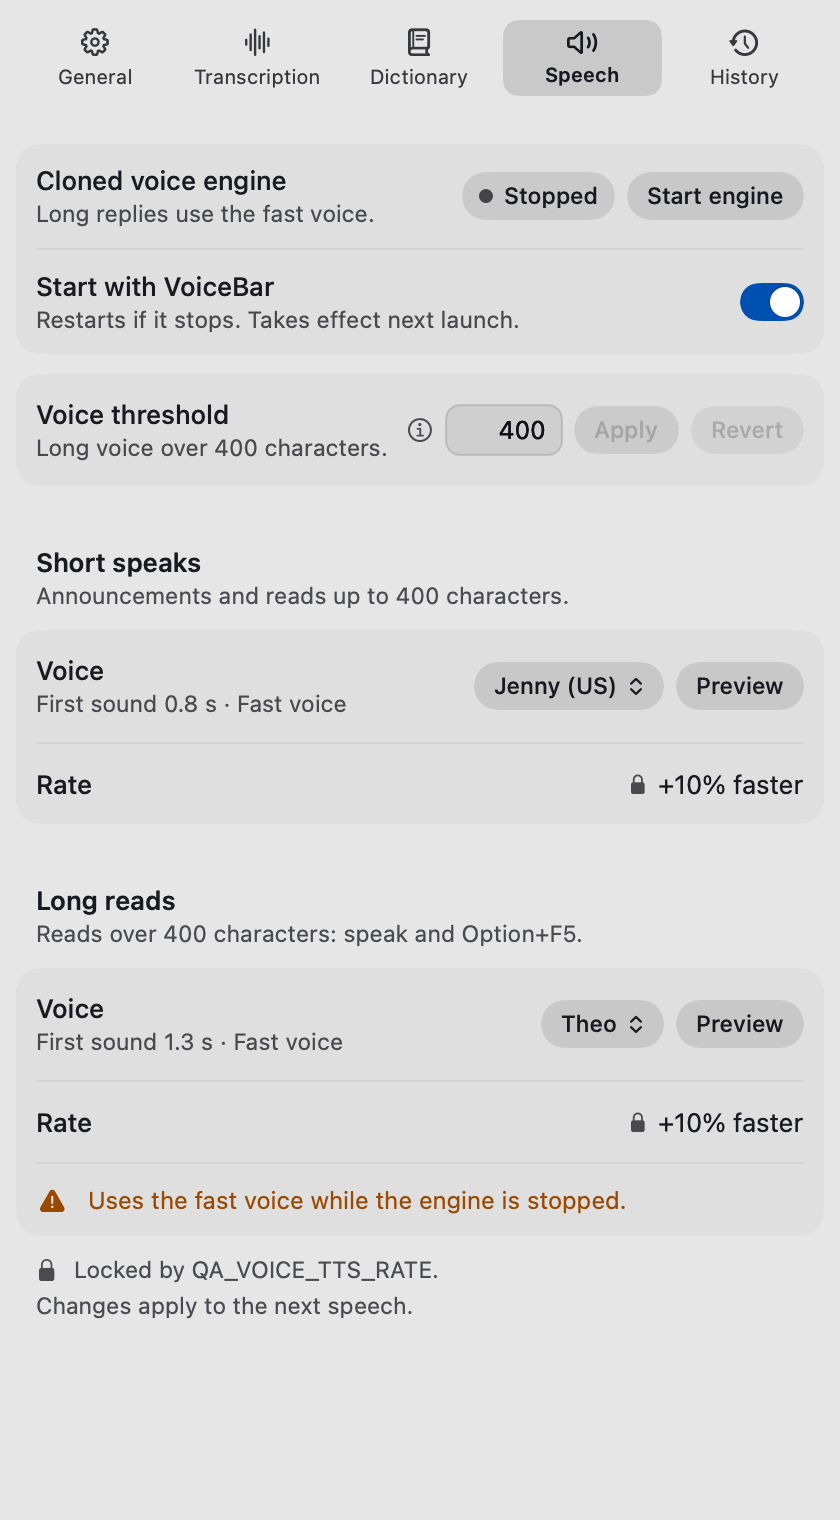 General
Transcription
Dictionary
Speech
History
Cloned voice engine
Long replies use the fast voice.
Stopped
Start engine
Start with VoiceBar
Restarts if it stops. Takes effect next launch.
Voice threshold
Long voice over 400 characters.
400
Apply
Revert
Short speaks
Announcements and reads up to 400 characters.
Voice
First sound 0.8 s · Fast voice
Jenny (US)
Preview
Rate
+10% faster
Long reads
Reads over 400 characters: speak and Option+F5.
Voice
First sound 1.3 s · Fast voice
Theo
Preview
Rate
+10% faster
Uses the fast voice while the engine is stopped.
Locked by QA_VOICE_TTS_RATE.
Changes apply to the next speech.